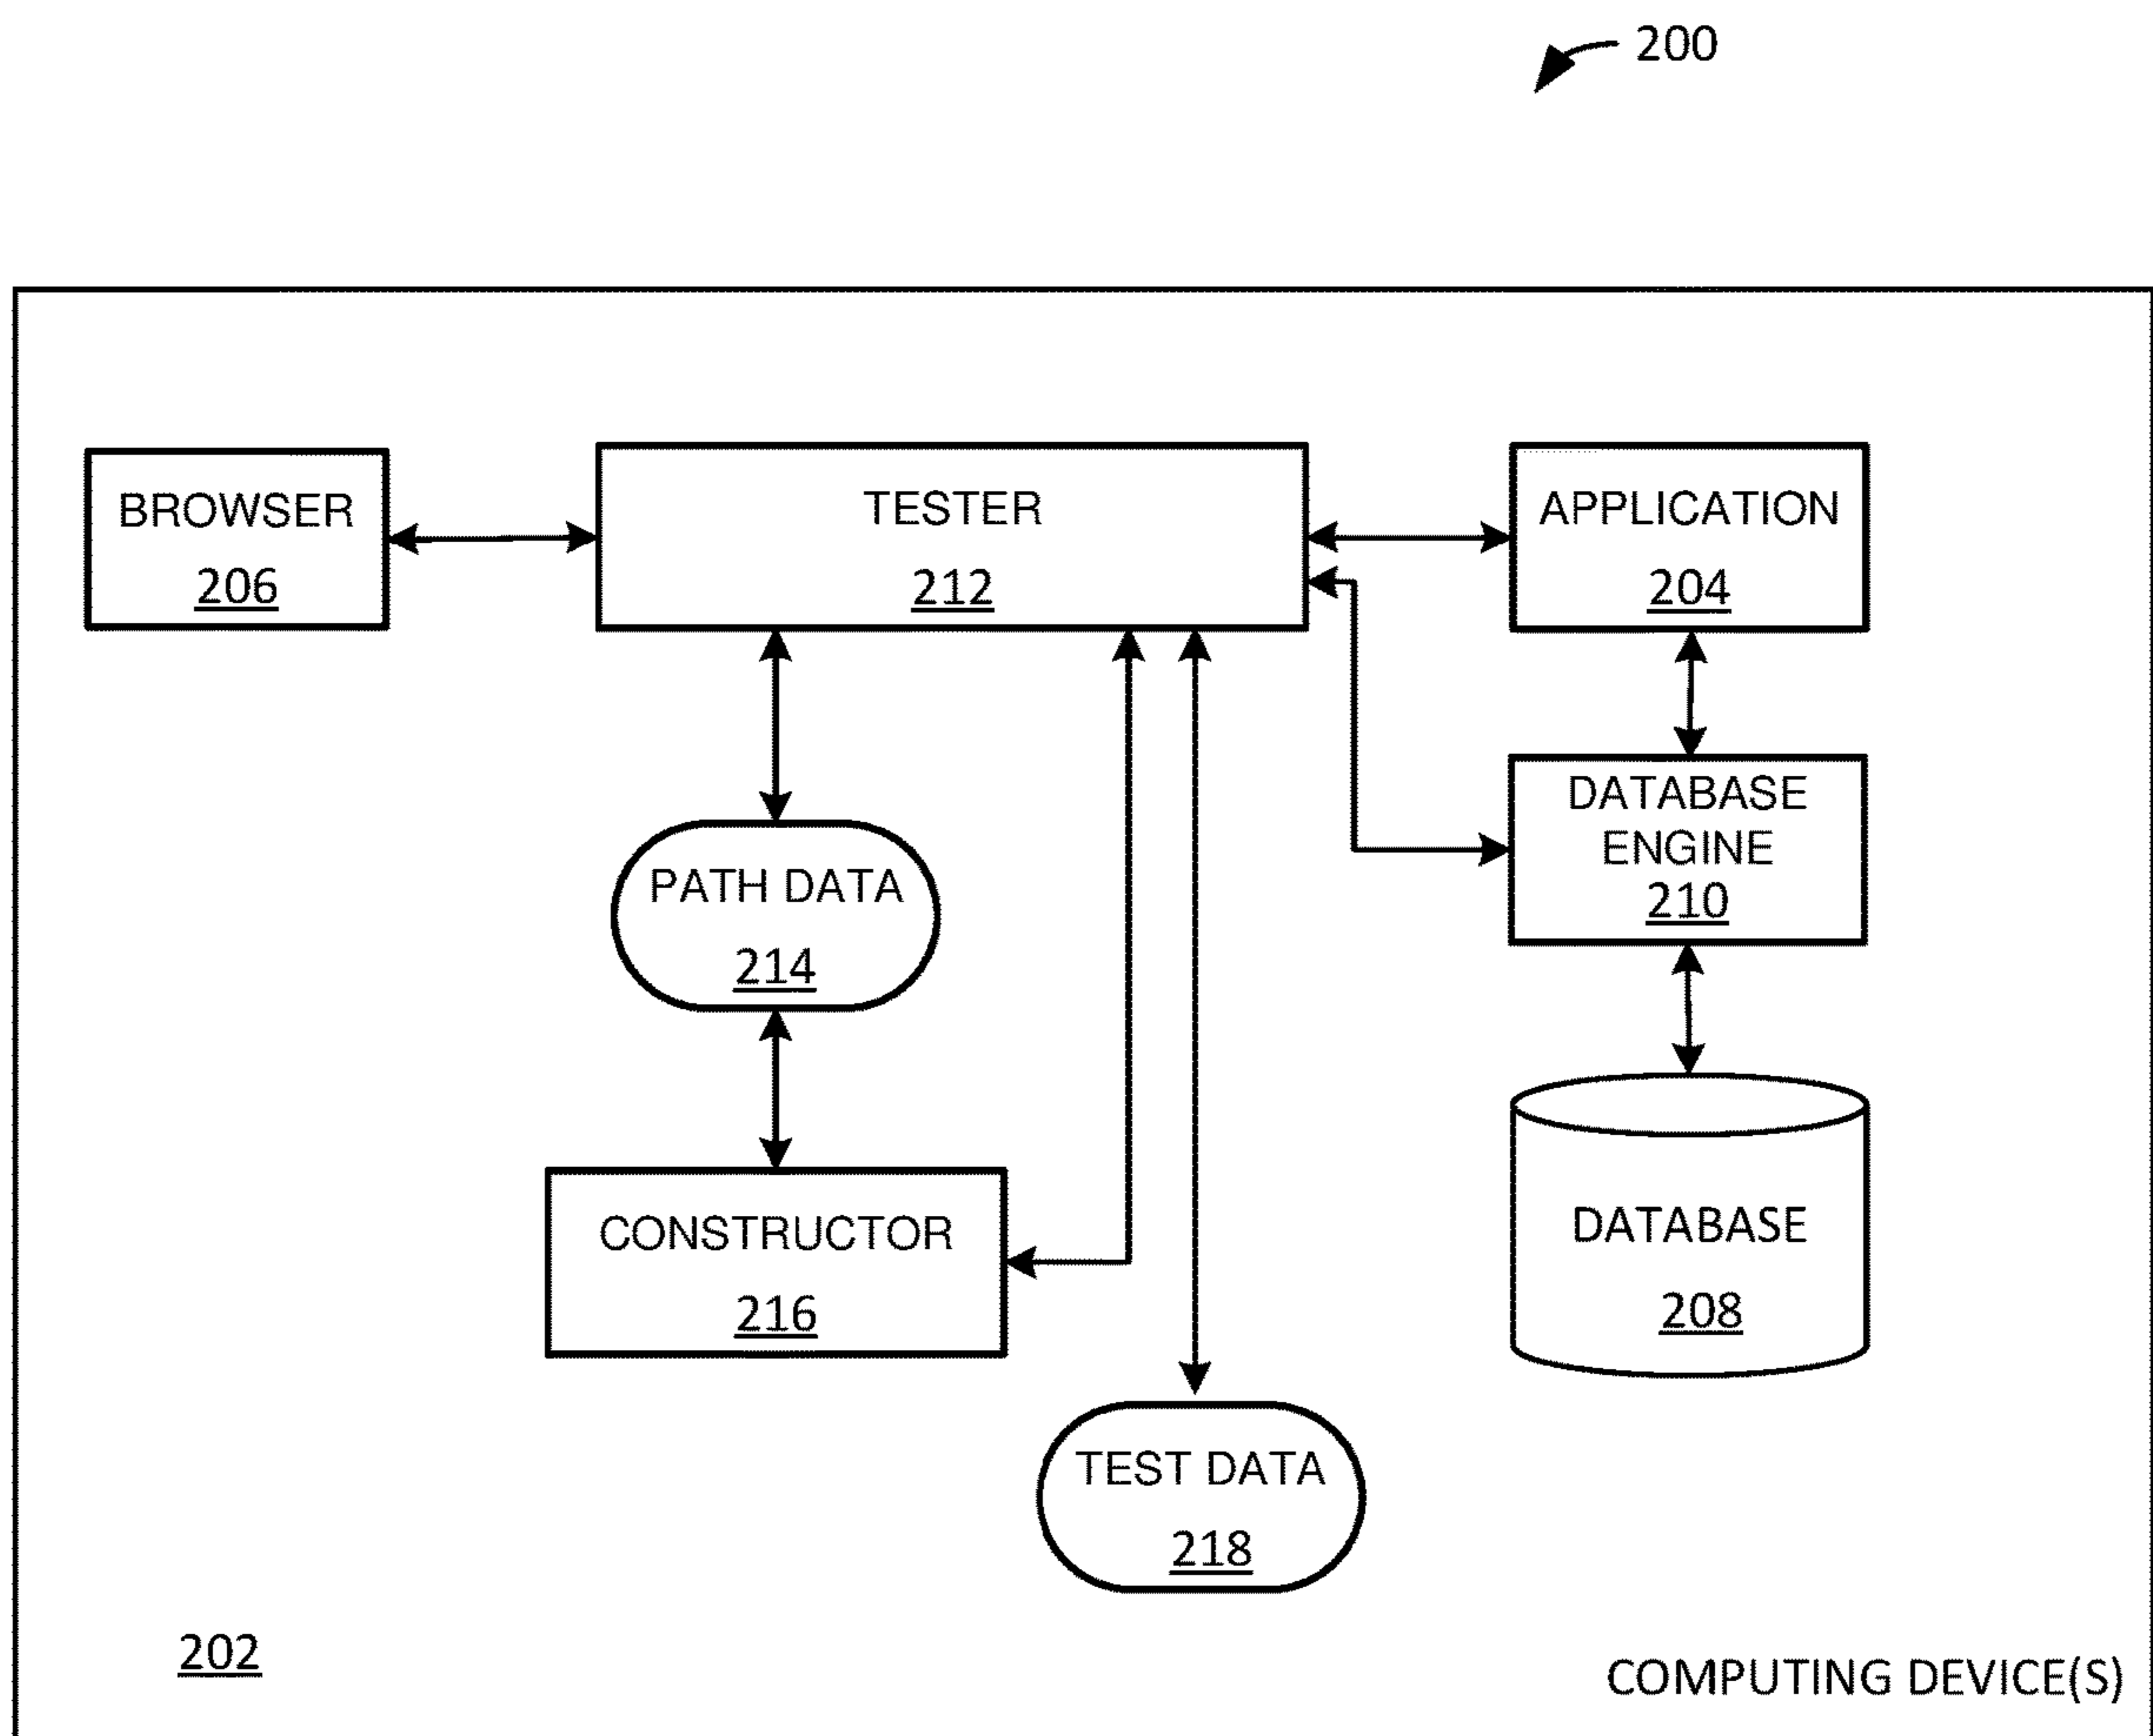 200
BROWSER
206
TESTER
212
APPLICATION
204
PATH DATA
214
DATABASE
ENGINE
210
CONSTRUCTOR
216
DATABASE
208
TEST DATA
218
202
COMPUTING DEVICE(S)